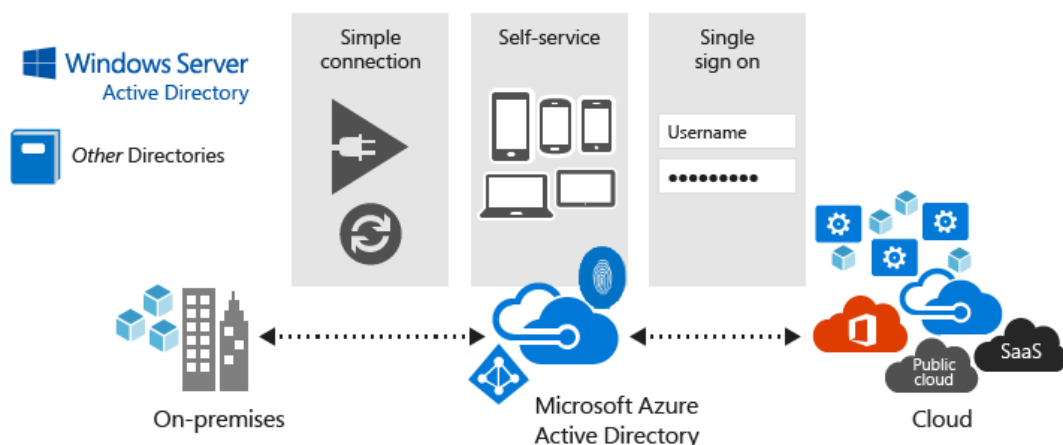 Simple
connection
Self-service
Single
sign on
Windows Server
Active Directory
Other Directories
Username
●●●●●●●●●
SaaS
Public
cloud
On-premises
Microsoft Azure
Active Directory
Cloud